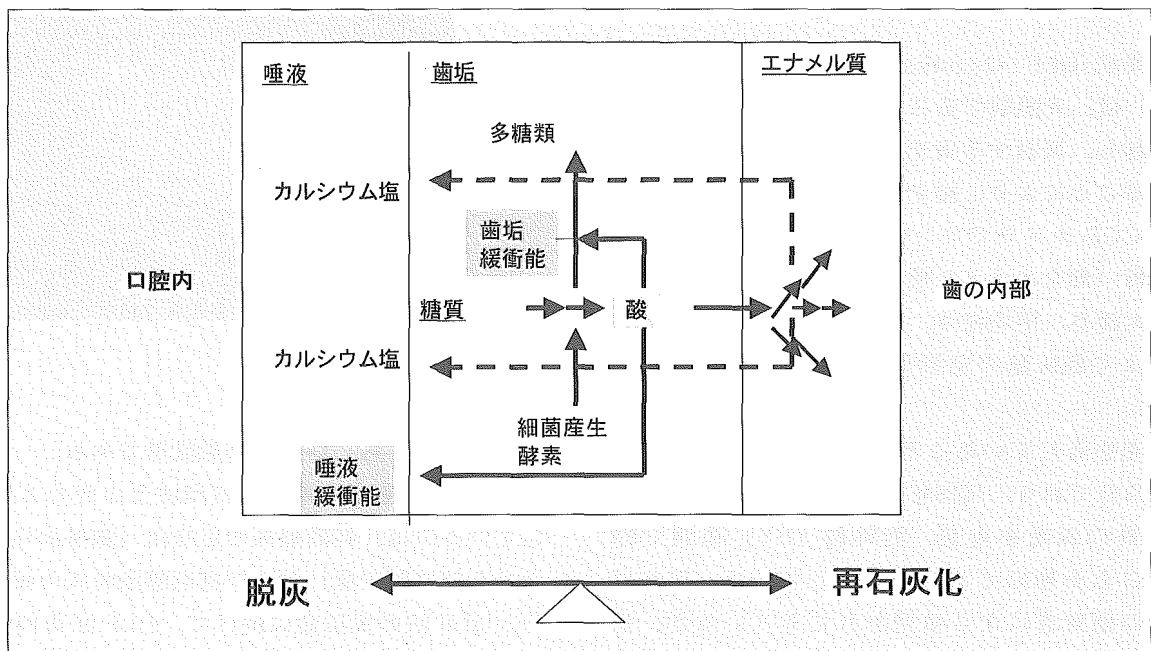 唾液
歯垢
エナメル質
多糖類
カルシウム塩
歯垢
緩衝能
口腔内
糖質
酸
歯の内部
カルシウム塩
細菌産生
酵素
唾液
緩衝能
脱灰
再石灰化